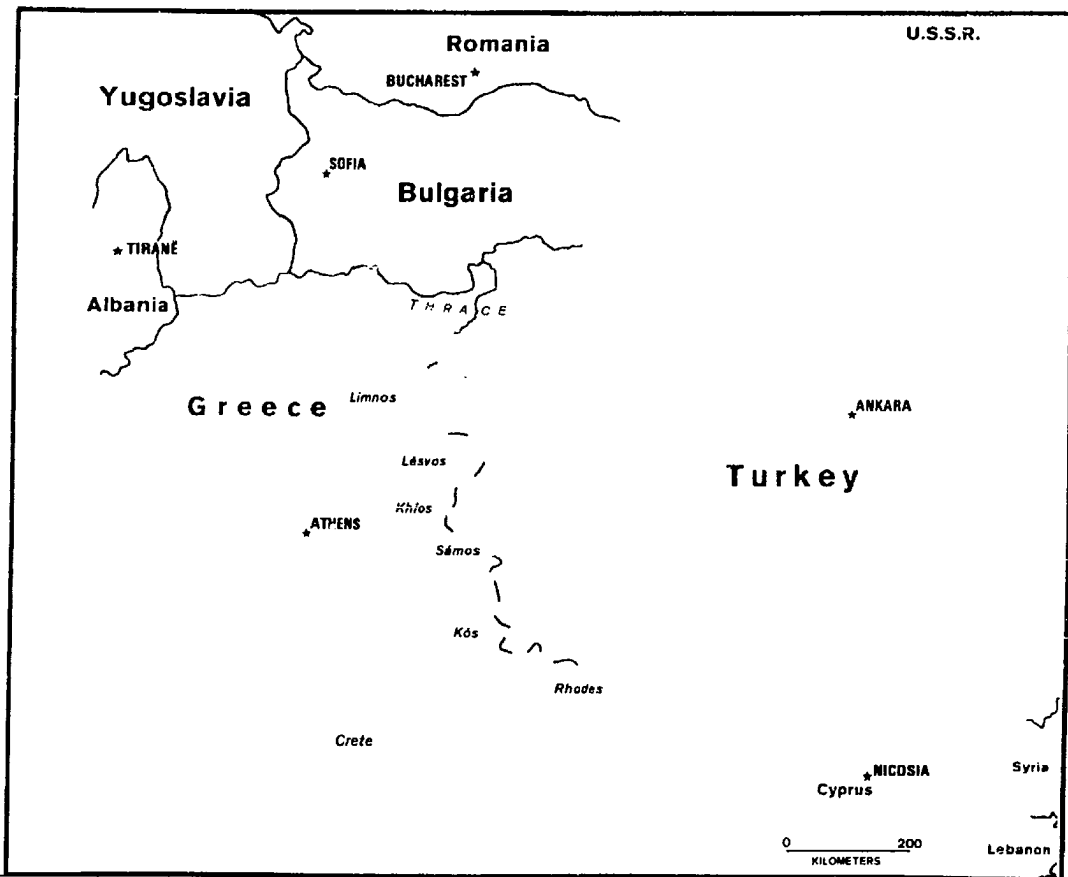 Romania
U.S.S.R.
BUCHAREST
Yugoslavia
SOFIA
Bulgaria
TIRANË
Albania
THRACE
Greece
Limnos
ANKARA
Lésvos
Turkey
Khíos
ATHENS
Sámos
Kós
Rhodes
Crete
NICOSIA
Syria
Cyprus
0 200
KILOMETERS
Lebanon